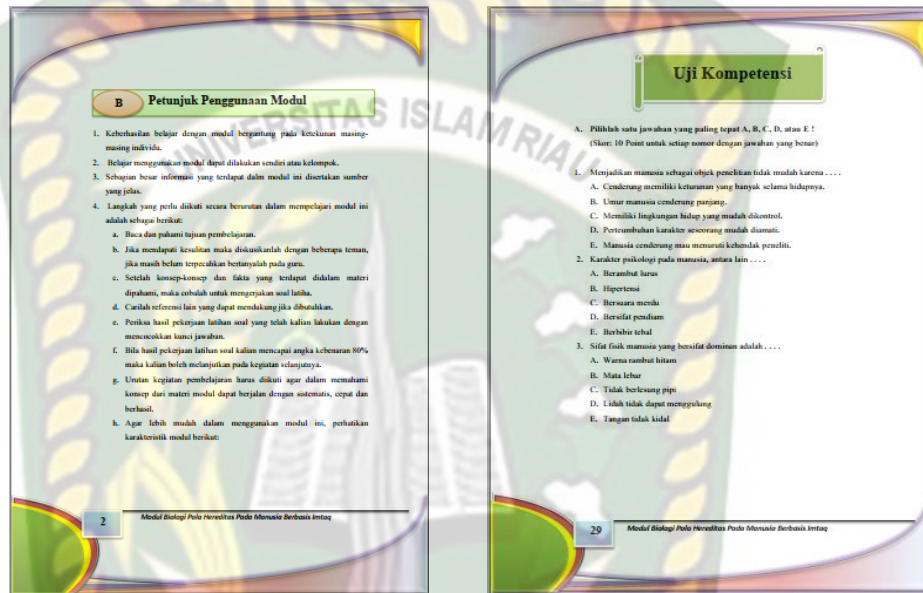 UNIVERSITAS ISLAM RIAU
B Petunjuk Penggunaan Modul
1. Keberhasilan belajar dengan modul bergantung pada ketekunan masing-
masing individu.
2. Belajar menggunakan modul dapat dilakukan sendiri atau kelompok.
3. Sebagian besar informasi yang terdapat dalm modul ini disertakan sumber
yang jelas.
4. Langkah yang perlu diikuti secara berurutan dalam mempelajari modul ini
adalah sebagai berikut:
a. Baca dan pahami tujuan pembelajaran.
b. Jika mendapati kesulitan maka diskusikanlah dengan beberapa teman,
jika masih belum terpecahkan bertanyalah pada guru.
c. Setelah konsep-konsep dan fakta yang terdapat didalam materi
dipahami, maka cobalah untuk mengerjakan soal latiha.
d. Carilah referensi lain yang dapat mendukung jika dibutuhkan.
e. Periksa hasil pekerjaan latihan soal yang telah kalian lakukan dengan
mencocokkan kunci jawaban.
f. Bila hasil pekerjaan latihan soal kalian mencapai angka kebenaran 80%
maka kalian boleh melanjutkan pada kegiatan selanjutnya.
g. Urutan kegiatan pembelajaran harus diikuti agar dalam memahami
konsep dari materi modul dapat berjalan dengan sistematis, cepat dan
berhasil.
h. Agar lebih mudah dalam menggunakan modul ini, perhatikan
karakteristik modul berikut:
2 Modul Biologi Pola Hereditas Pada Manusia Berbasis Imtaq
Uji Kompetensi
A. Pilihlah satu jawaban yang paling tepat A, B, C, D, atau E !
(Skor: 10 Point untuk setiap nomor dengan jawaban yang benar)
1. Menjadikan manusia sebagai objek penelitian tidak mudah karena . . . .
A. Cenderung memiliki keturunan yang banyak selama hidupnya.
B. Umur manusia cenderung panjang.
C. Memiliki lingkungan hidup yang mudah dikontrol.
D. Pertcumbuhan karakter seseorang mudah diamati.
E. Manusia cenderung mau menuruti kehendak peneliti.
2. Karakter psikologi pada manusia, antara lain . . . .
A. Berambut lurus
B. Hipertensi
C. Bersuara merdu
D. Bersifat pendiam
E. Berbibir tebal
3. Sifat fisik manusia yang bersifat dominan adalah . . . .
A. Warna rambut hitam
B. Mata lebar
C. Tidak berlesung pipi
D. Lidah tidak dapat menggulung
E. Tangan tidak kidal
29 Modul Biologi Pola Hereditas Pada Manusia Berbasis Imtaq